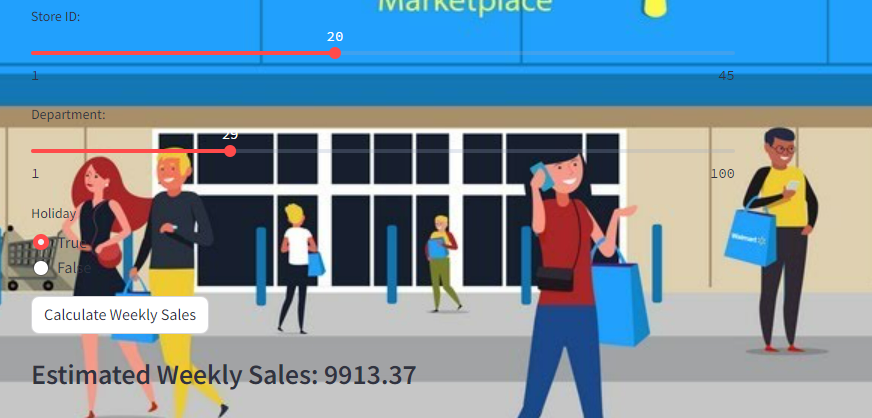 Marketplace
Store ID:
20
1 45
Department:
29
1 100
Holiday
True
False
Walmart
Calculate Weekly Sales
Estimated Weekly Sales: 9913.37